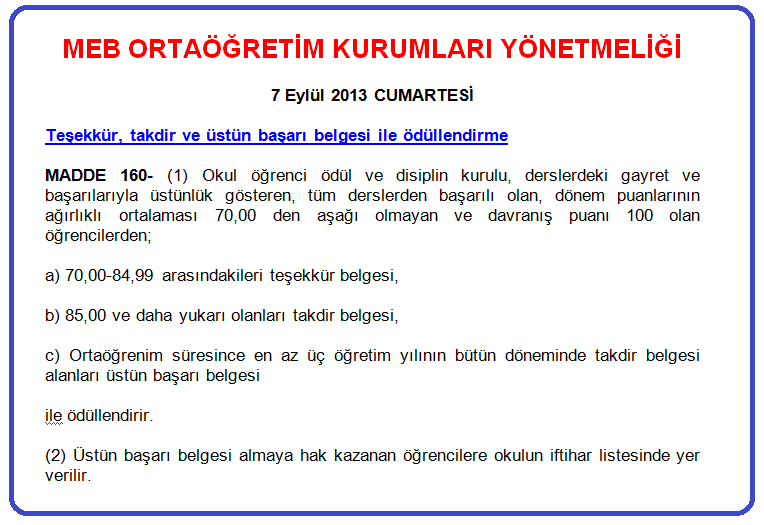 MEB ORTAÖĞRETİM KURUMLARI YÖNETMELİĞİ
7 Eylül 2013 CUMARTESİ
Teşekkür, takdir ve üstün başarı belgesi ile ödüllendirme
MADDE 160- (1) Okul öğrenci ödül ve disiplin kurulu, derslerdeki gayret ve
başarılarıyla üstünlük gösteren, tüm derslerden başarılı olan, dönem puanlarının
ağırlıklı ortalaması 70,00 den aşağı olmayan ve davranış puanı 100 olan
öğrencilerden;
a) 70,00-84,99 arasındakileri teşekkür belgesi,
b) 85,00 ve daha yukarı olanları takdir belgesi,
c) Ortaöğrenim süresince en az üç öğretim yılının bütün döneminde takdir belgesi
alanları üstün başarı belgesi
ile ödüllendirir.
(2) Üstün başarı belgesi almaya hak kazanan öğrencilere okulun iftihar listesinde yer
verilir.